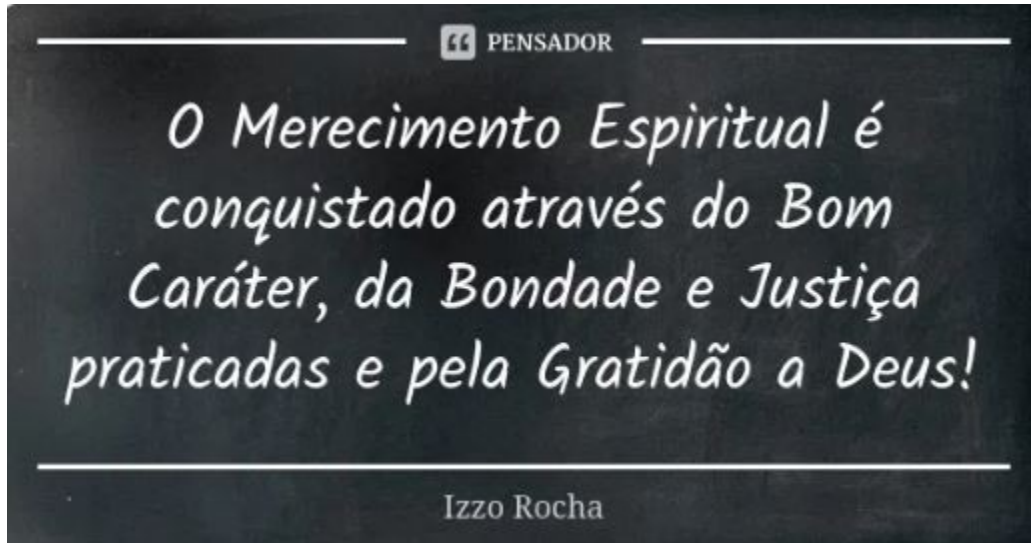 PENSADOR
O Merecimento Espiritual é
conquistado através do Bom
Caráter, da Bondade e Justiça
praticadas e pela Gratidão a Deus!
Izzo Rocha